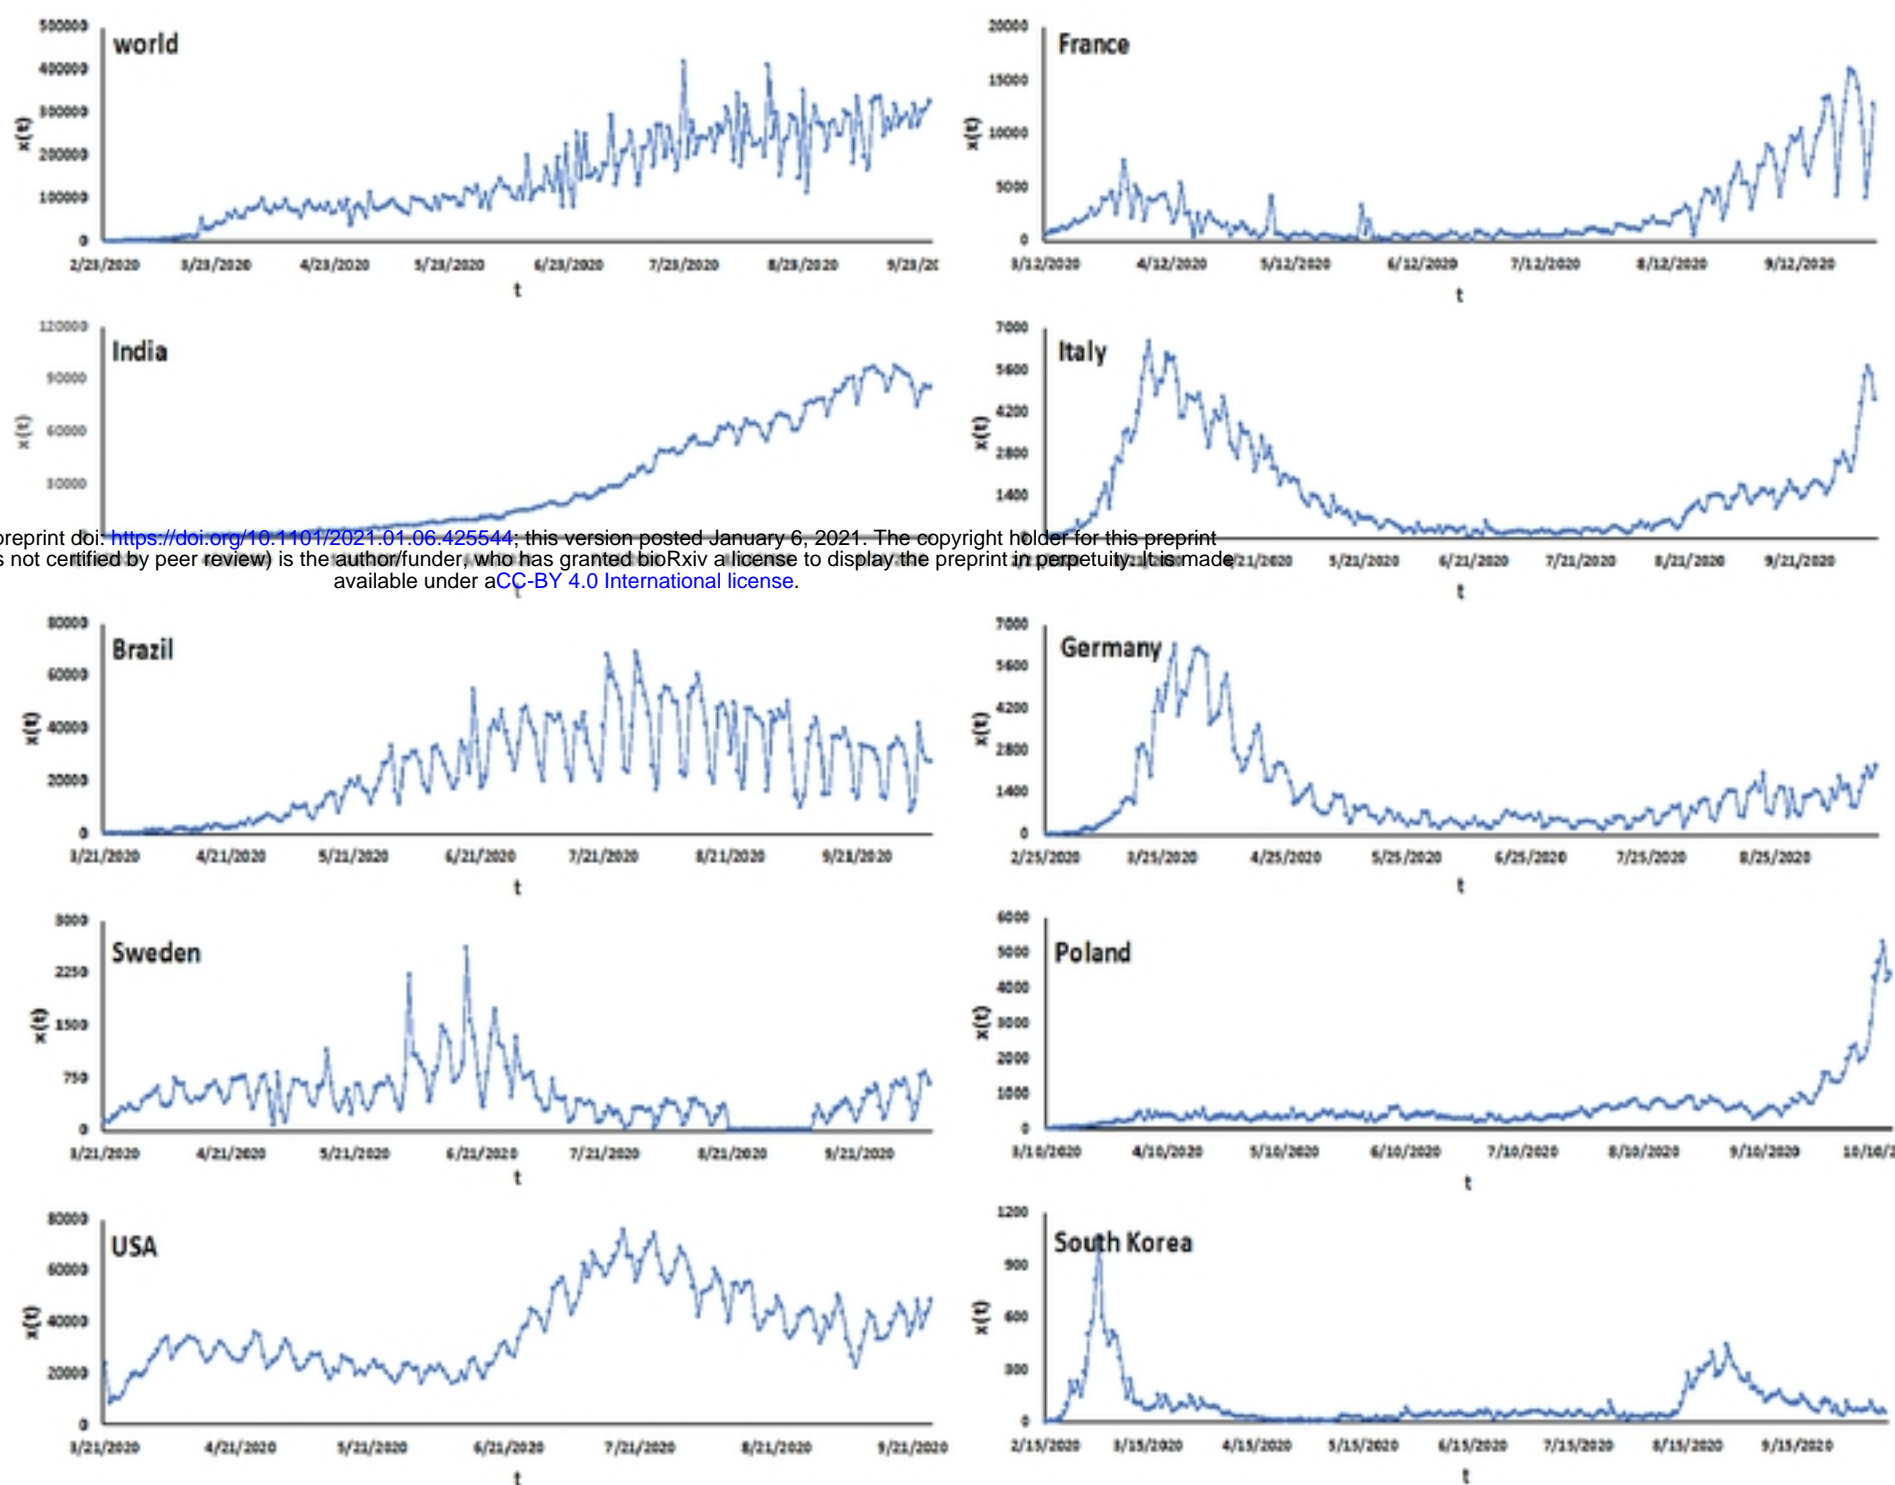 world
x(t)
500000
400000
300000
200000
100000
0
2/23/2020 3/23/2020 4/23/2020 5/23/2020 6/23/2020 7/23/2020 8/23/2020 9/23/20
t
France
x(t)
20000
15000
10000
5000
0
3/12/2020 4/12/2020 5/12/2020 6/12/2020 7/12/2020 8/12/2020 9/12/2020
t
India
x(t)
120000
90000
60000
30000
Italy
x(t)
7000
5600
4200
2800
1400
5/21/2020 6/21/2020 7/21/2020 8/21/2020 9/21/2020
t
preprint doi: https://doi.org/10.1101/2021.01.06.425544; this version posted January 6, 2021. The copyright holder for this preprint
s not certified by peer review) is the author/funder, who has granted bioRxiv a license to display the preprint in perpetuity. It is made
available under aCC-BY 4.0 International license.
Brazil
x(t)
80000
60000
40000
20000
0
3/21/2020 4/21/2020 5/21/2020 6/21/2020 7/21/2020 8/21/2020 9/21/2020
t
Germany
x(t)
7000
5600
4200
2800
1400
0
2/25/2020 3/25/2020 4/25/2020 5/25/2020 6/25/2020 7/25/2020 8/25/2020
t
Sweden
x(t)
3000
2250
1500
750
0
3/21/2020 4/21/2020 5/21/2020 6/21/2020 7/21/2020 8/21/2020 9/21/2020
t
Poland
x(t)
6000
5000
4000
3000
2000
1000
0
3/10/2020 4/10/2020 5/10/2020 6/10/2020 7/10/2020 8/10/2020 9/10/2020 10/10/2
t
USA
x(t)
80000
60000
40000
20000
0
3/21/2020 4/21/2020 5/21/2020 6/21/2020 7/21/2020 8/21/2020 9/21/2020
t
South Korea
x(t)
1200
900
600
300
0
2/15/2020 3/15/2020 4/15/2020 5/15/2020 6/15/2020 7/15/2020 8/15/2020 9/15/2020
t